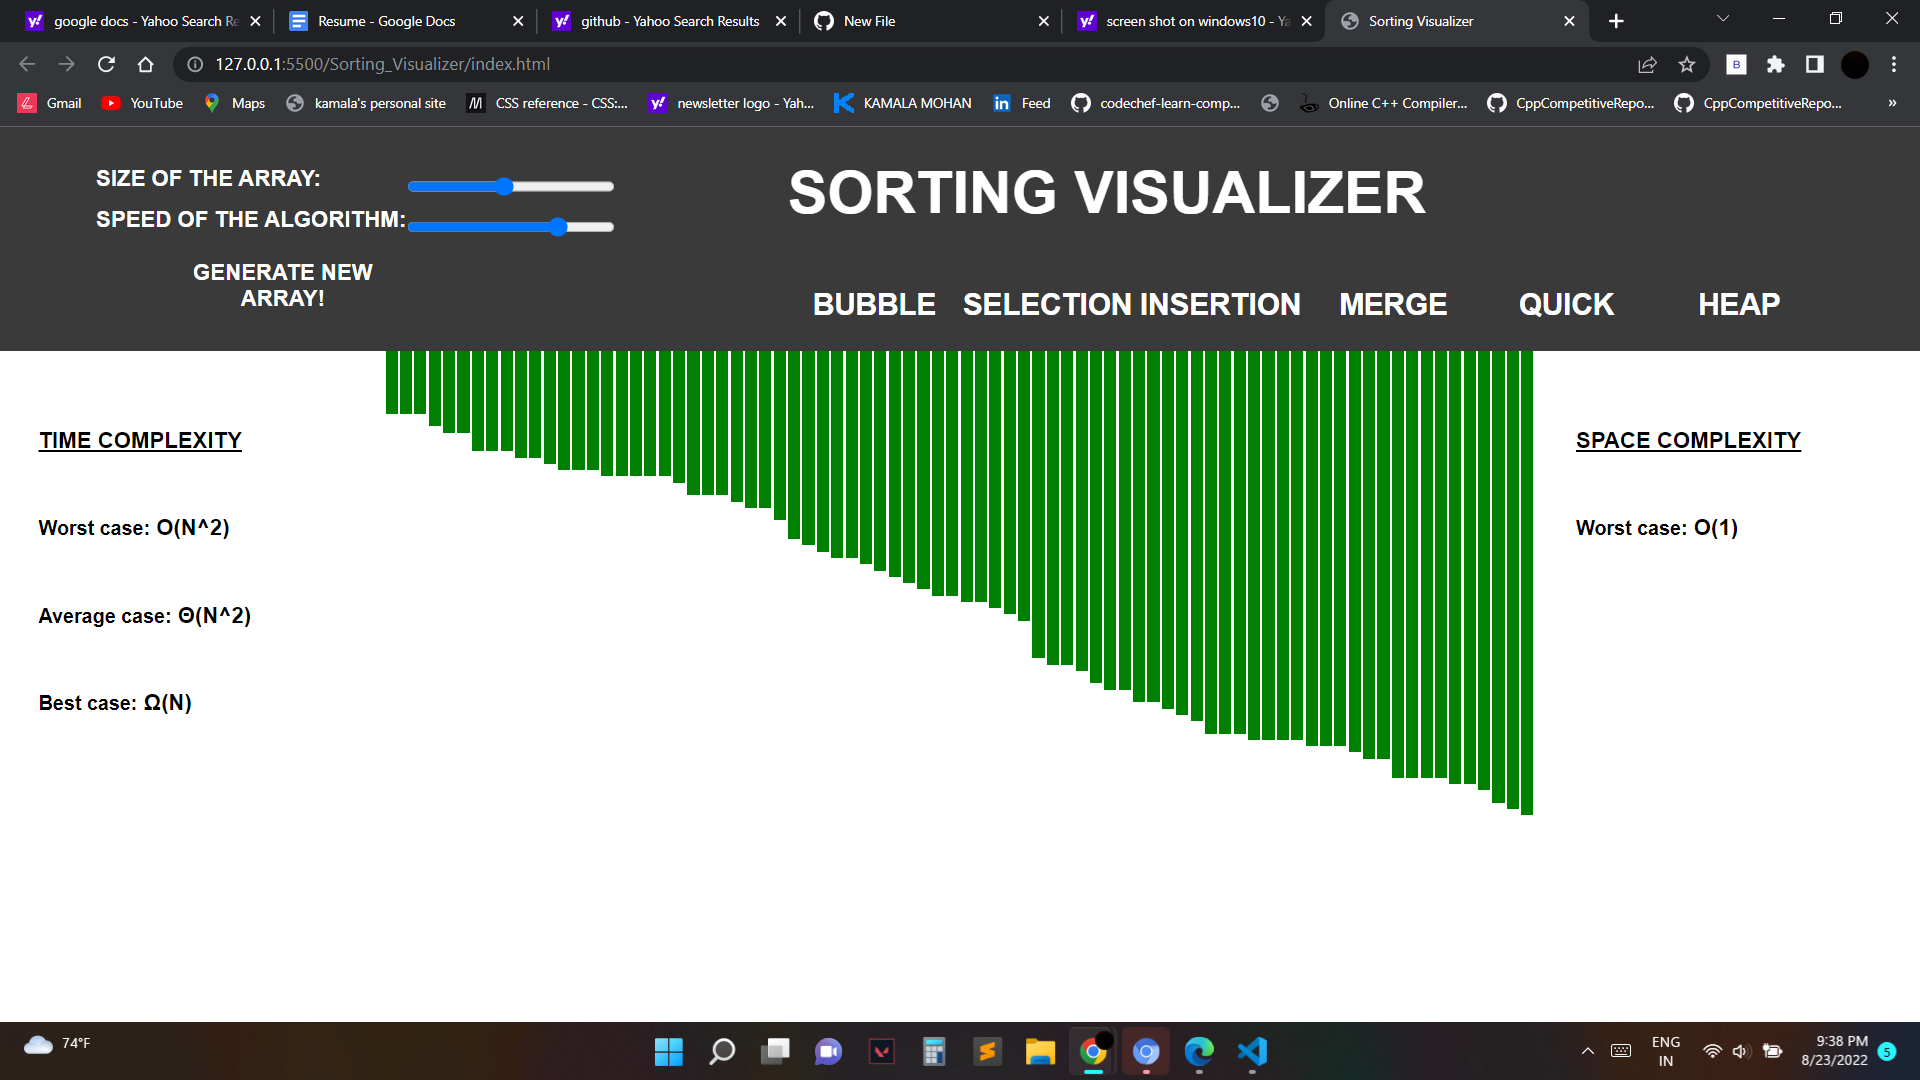 google docs - Yahoo Search Re
Resume - Google Docs
github - Yahoo Search Results
New File
screen shot on windows10 - Ya
Sorting Visualizer
127.0.0.1:5500/Sorting_Visualizer/index.html
Gmail
YouTube
Maps
kamala's personal site
CSS reference - CSS:...
newsletter logo - Yah...
KAMALA MOHAN
Feed
codechef-learn-comp...
Online C++ Compiler...
CppCompetitiveRepo...
CppCompetitiveRepo...
»
SIZE OF THE ARRAY:
SPEED OF THE ALGORITHM:
GENERATE NEW
ARRAY!
SORTING VISUALIZER
BUBBLE SELECTION INSERTION MERGE QUICK HEAP
TIME COMPLEXITY
Worst case: O(N^2)
Average case: Θ(N^2)
Best case: Ω(N)
SPACE COMPLEXITY
Worst case: O(1)
74°F
ENG
IN
9:38 PM
8/23/2022
5